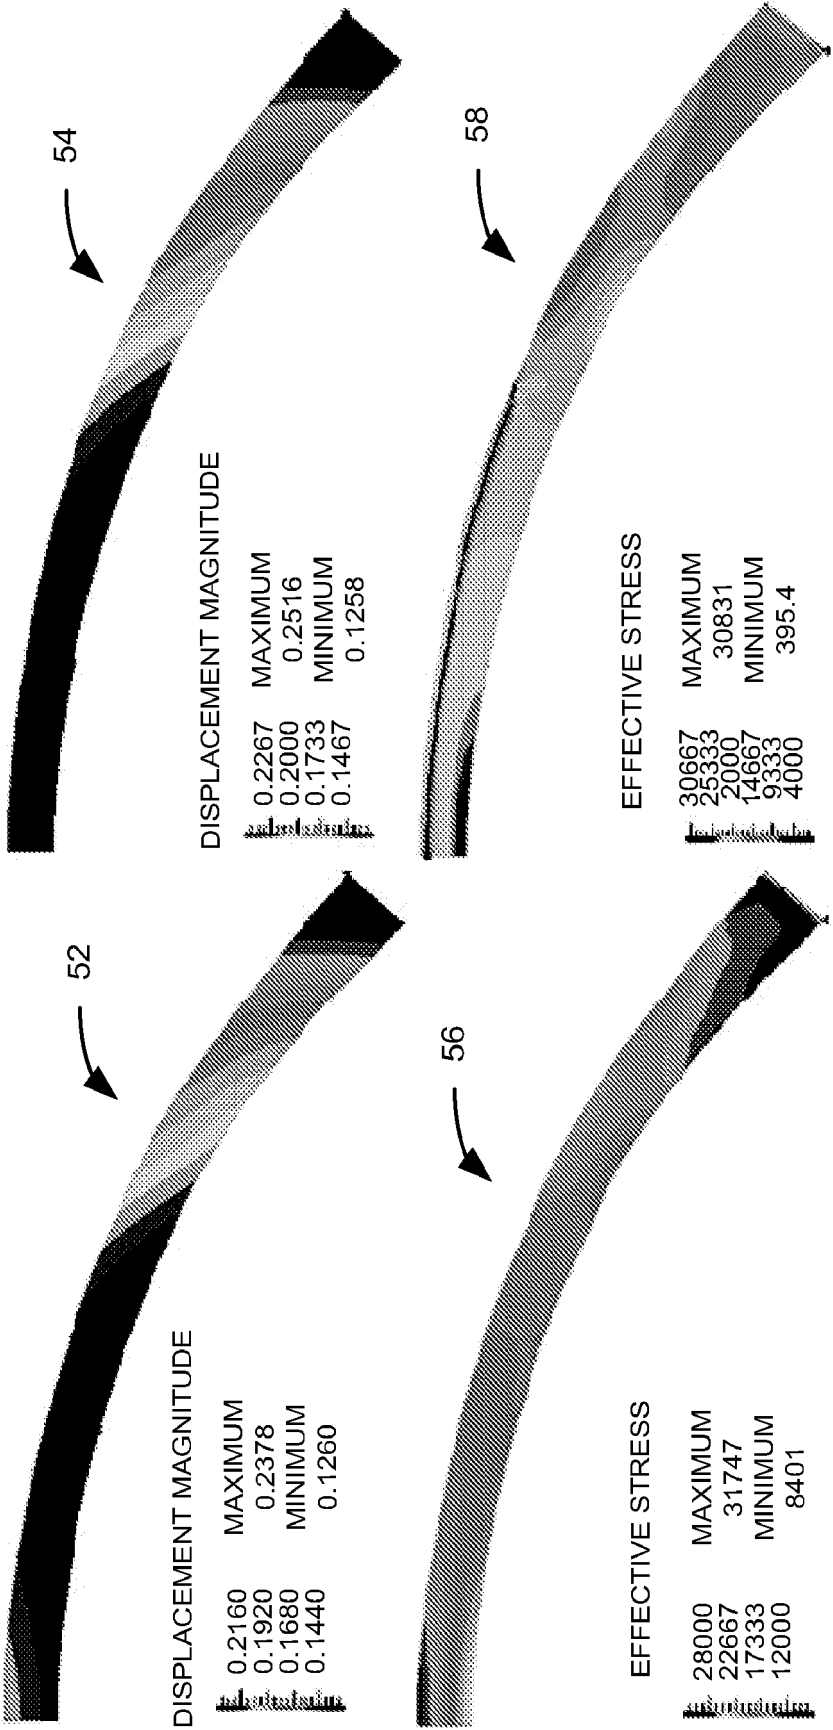 52
DISPLACEMENT MAGNITUDE
0.2160 MAXIMUM
0.1920 0.2378
0.1680 MINIMUM
0.1440 0.1260
54
DISPLACEMENT MAGNITUDE
0.2267 MAXIMUM
0.2000 0.2516
0.1733 MINIMUM
0.1467 0.1258
56
EFFECTIVE STRESS
28000 MAXIMUM
22667 31747
17333 MINIMUM
12000 8401
58
EFFECTIVE STRESS
30667 MAXIMUM
25333 30831
2000 MINIMUM
14667 395.4
9333
4000